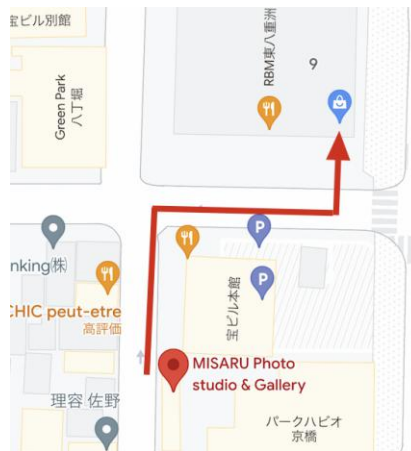 宝ビル別館
Green Park
八丁堀
RBM東八重洲
9
nking㈱
CHIC peut-etre
高評価
宝ビル本館
P
P
MISARU Photo
studio & Gallery
理容 佐野
パークハビオ
京橋